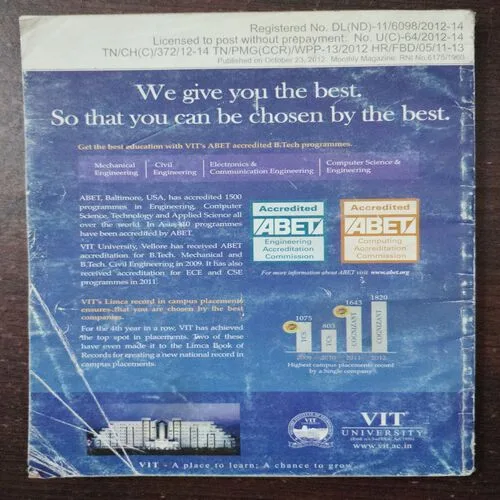 Registered No. DL(ND)-11/6098/2012-14
Licensed to post without prepayment: No. U(C)-64/2012-14
TN/CH(C)/372/12-14 TN/PMG(CCR)/WPP-13/2012 HR/FBD/05/11-13
Published on October 23, 2012. Monthly Magazine: RNI No.6175/1960
We give you the best.
So that you can be chosen by the best.
Get the best education with VIT's ABET accredited B.Tech programmes.
Mechanical Engineering
Civil Engineering
Electronics & Communication Engineering
Computer Science & Engineering
ABET, Baltimore, USA, has accredited 1500
programmes in Engineering, Computer
Science, Technology and Applied Science all
over the world. In Asia, programmes
have been accredited by ABET.
VIT University, Vellore has received ABET
accreditation for B.Tech. Mechanical and
B.Tech. Civil Engineering in 2009. It has also
received accreditation for ECE and CSE
programmes in 2011.
Accredited
ABET
Engineering
Accreditation
Commission
Accredited
ABET
Computing
Accreditation
Commission
For more information about ABET visit www.abet.org
VIT's Limca record in campus placements
ensures that you are chosen by the best
companies.
For the 4th year in a row, VIT has achieved
the top spot in placements. Two of these
have even made it to the Limca Book of
Records for creating a new national record in
campus placements.
1075 803 1643 1820
TCS TCS COGNIZANT COGNIZANT
2009 2010 2011 2012
Highest campus placements record
by a Single company
VIT
UNIVERSITY
www.vit.ac.in
VIT - A place to learn; A chance to grow